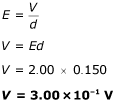 E = V/d
V = Ed
V = 2.00 × 0.150
V = 3.00×10⁻¹ V